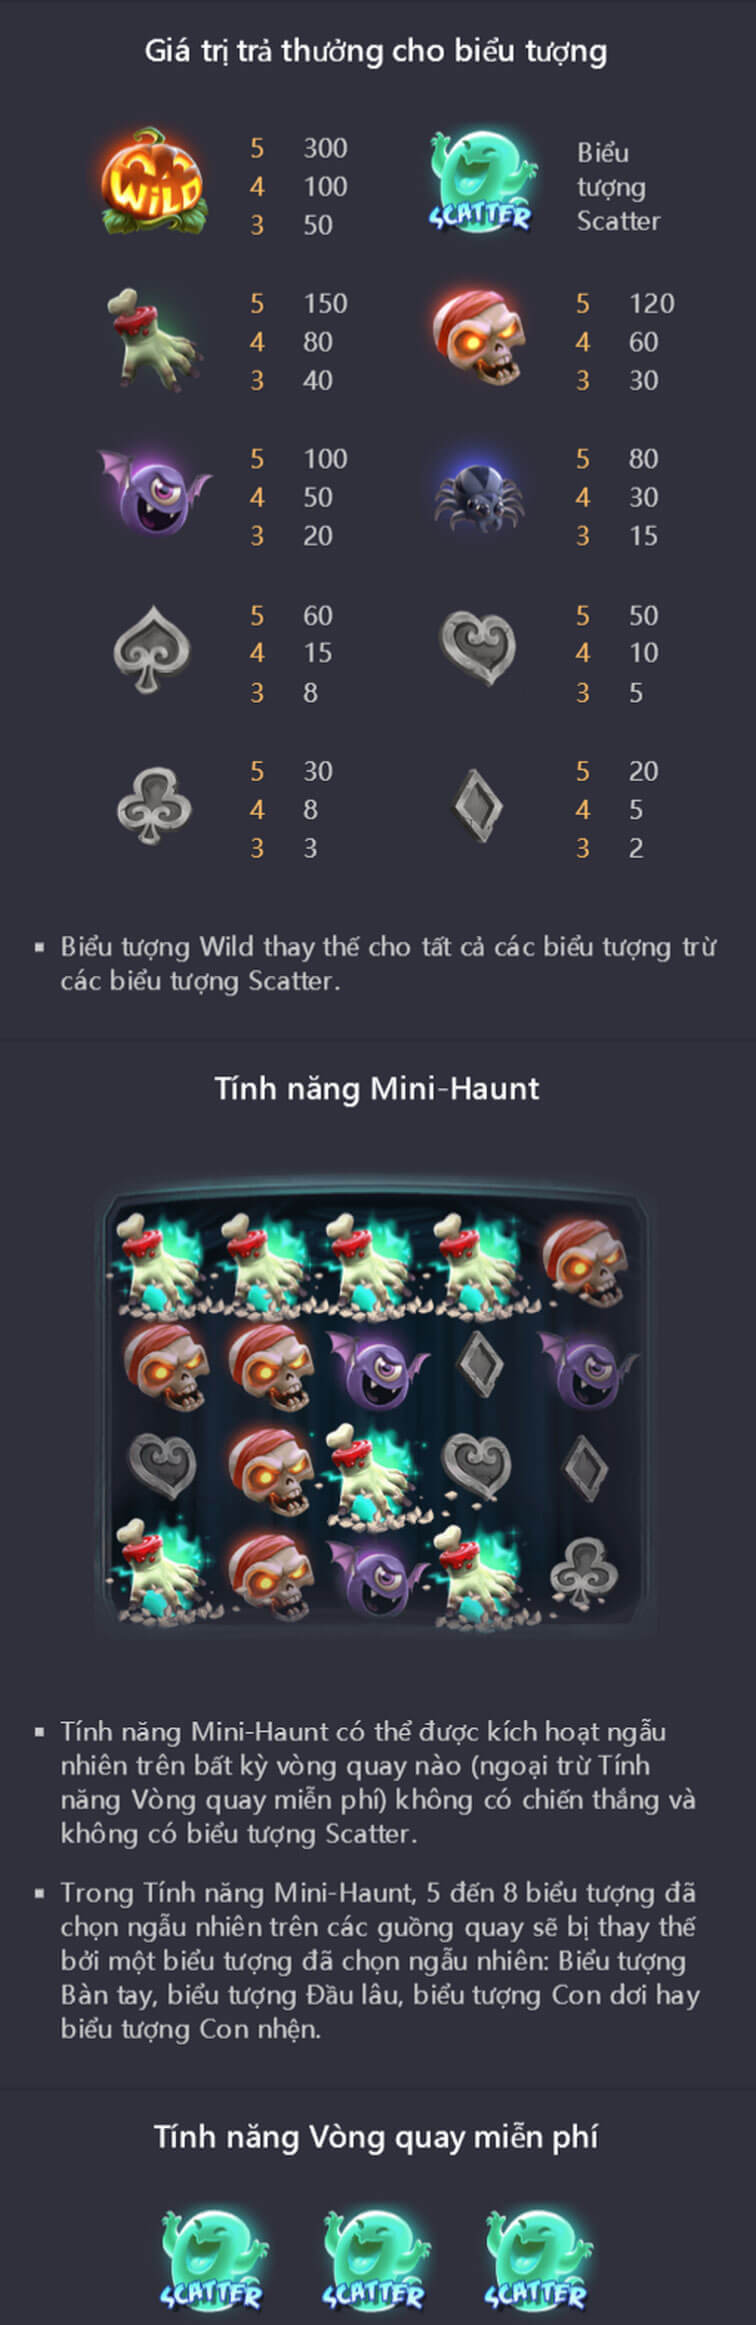 Giá trị trả thưởng cho biểu tượng
WILD
5 300
4 100
3 50
SCATTER
Biểu
tượng
Scatter
5 150
4 80
3 40
5 120
4 60
3 30
5 100
4 50
3 20
5 80
4 30
3 15
5 60
4 15
3 8
5 50
4 10
3 5
5 30
4 8
3 3
5 20
4 5
3 2
▪ Biểu tượng Wild thay thế cho tất cả các biểu tượng trừ
các biểu tượng Scatter.
Tính năng Mini-Haunt
▪ Tính năng Mini-Haunt có thể được kích hoạt ngẫu
nhiên trên bất kỳ vòng quay nào (ngoại trừ Tính
năng Vòng quay miễn phí) không có chiến thắng và
không có biểu tượng Scatter.
▪ Trong Tính năng Mini-Haunt, 5 đến 8 biểu tượng đã
chọn ngẫu nhiên trên các guồng quay sẽ bị thay thế
bởi một biểu tượng đã chọn ngẫu nhiên: Biểu tượng
Bàn tay, biểu tượng Đầu lâu, biểu tượng Con dơi hay
biểu tượng Con nhện.
Tính năng Vòng quay miễn phí
SCATTER SCATTER SCATTER